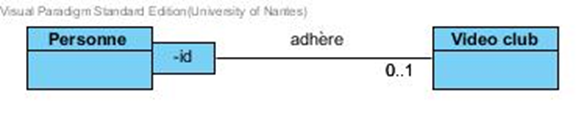 Visual Paradigm Standard Edition(University of Nantes)
Personne
-id
adhère
0..1
Video club